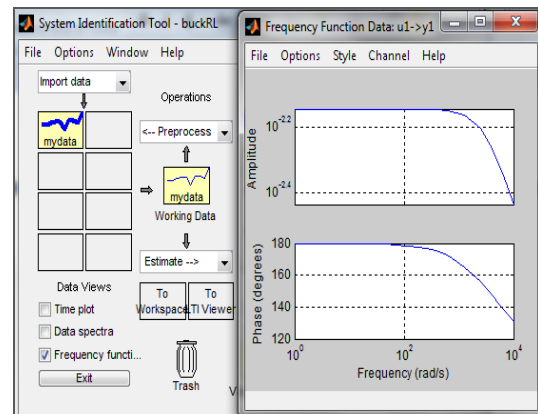 System Identification Tool - buckRL
File Options Window Help
Import data
mydata
Operations
<-- Preprocess
mydata
Working Data
Estimate -->
Data Views
Time plot
Data spectra
Frequency functi...
Exit
To Workspace
To LTI Viewer
Trash
V
Frequency Function Data: u1->y1
File Options Style Channel Help
Amplitude
10^-2.2
10^-2.4
Phase (degrees)
180
160
140
120
10^0 10^2 10^4
Frequency (rad/s)